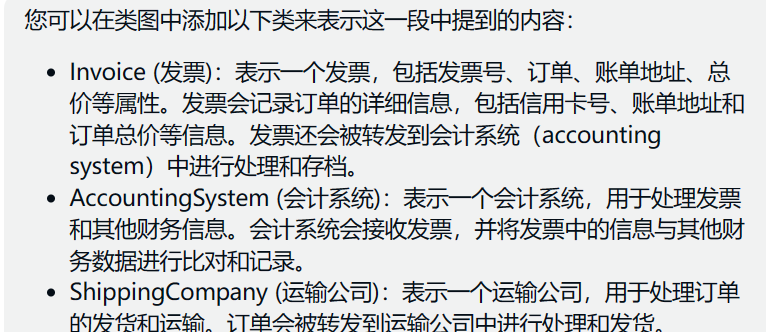 您可以在类图中添加以下类来表示这一段中提到的内容：
• Invoice (发票)：表示一个发票，包括发票号、订单、账单地址、总
价等属性。发票会记录订单的详细信息，包括信用卡号、账单地址和
订单总价等信息。发票还会被转发到会计系统（accounting
system）中进行处理和存档。
• AccountingSystem (会计系统)：表示一个会计系统，用于处理发票
和其他财务信息。会计系统会接收发票，并将发票中的信息与其他财
务数据进行比对和记录。
• ShippingCompany (运输公司)：表示一个运输公司，用于处理订单
的发货和运输。订单会被转发到运输公司中进行处理和发货。